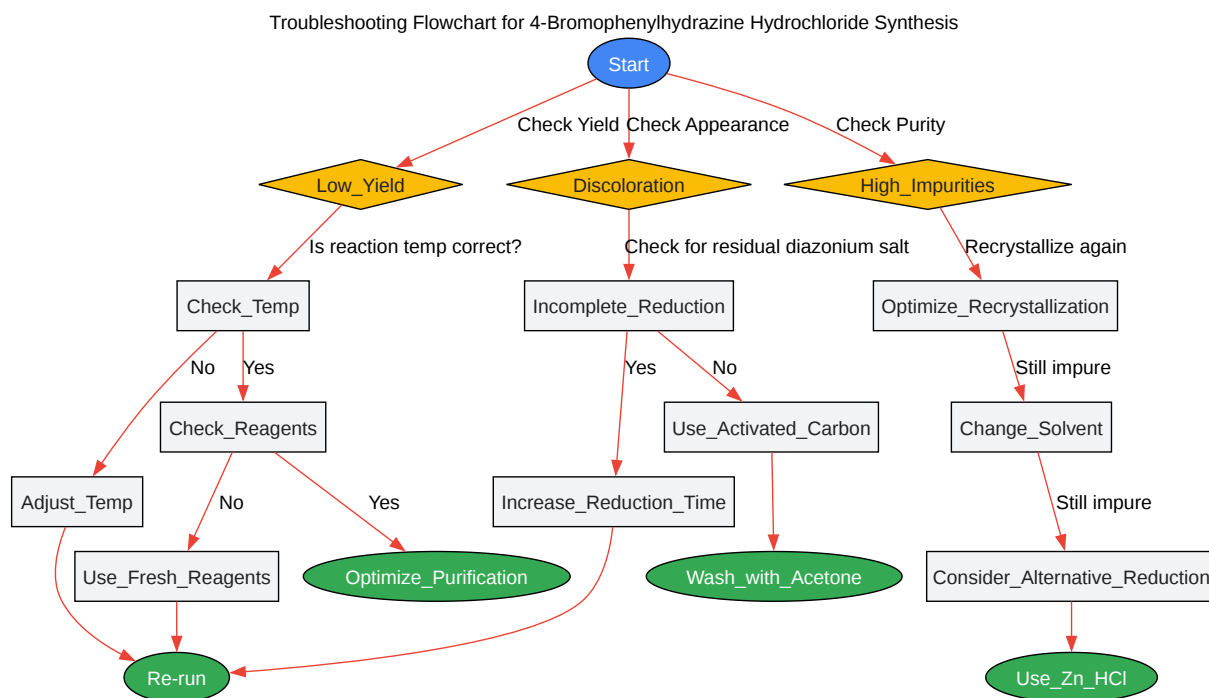 Troubleshooting Flowchart for 4-Bromophenylhydrazine Hydrochloride Synthesis
Start
Check Yield
Check Appearance
Check Purity
Low_Yield
Discoloration
High_Impurities
Is reaction temp correct?
Check for residual diazonium salt
Recrystallize again
Check_Temp
Incomplete_Reduction
Optimize_Recrystallization
No
Yes
Yes
No
Still impure
Check_Reagents
Use_Activated_Carbon
Change_Solvent
Adjust_Temp
No
Yes
Increase_Reduction_Time
Still impure
Use_Fresh_Reagents
Optimize_Purification
Wash_with_Acetone
Consider_Alternative_Reduction
Re-run
Use_Zn_HCl